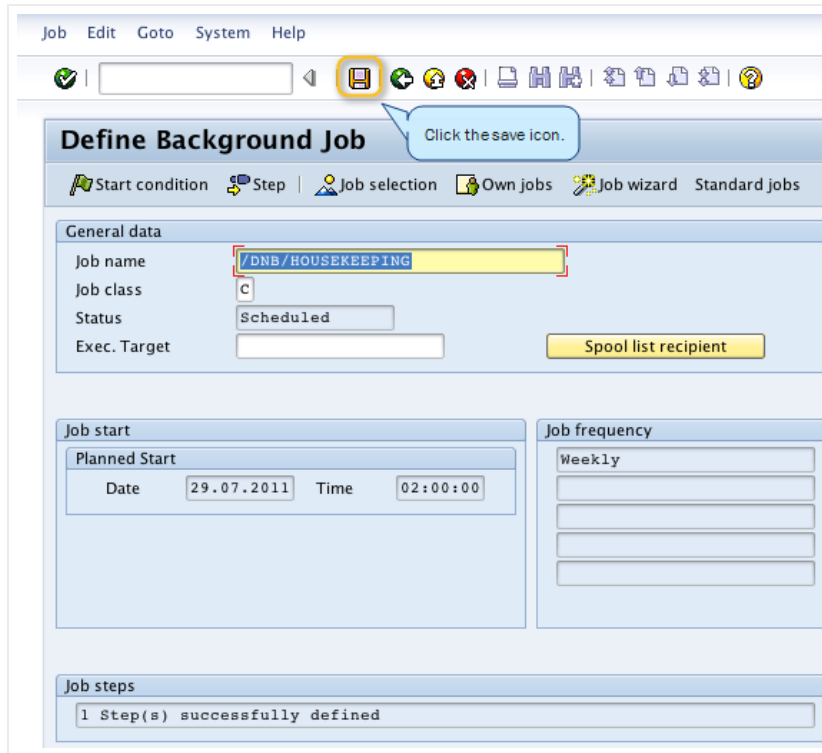 Job Edit Goto System Help
Click the save icon.
Define Background Job
Start condition Step Job selection Own jobs Job wizard Standard jobs
General data
Job name /DNB/HOUSEKEEPING
Job class C
Status Scheduled
Exec. Target Spool list recipient
Job start Job frequency
Planned Start Weekly
Date 29.07.2011 Time 02:00:00
Job steps
1 Step(s) successfully defined